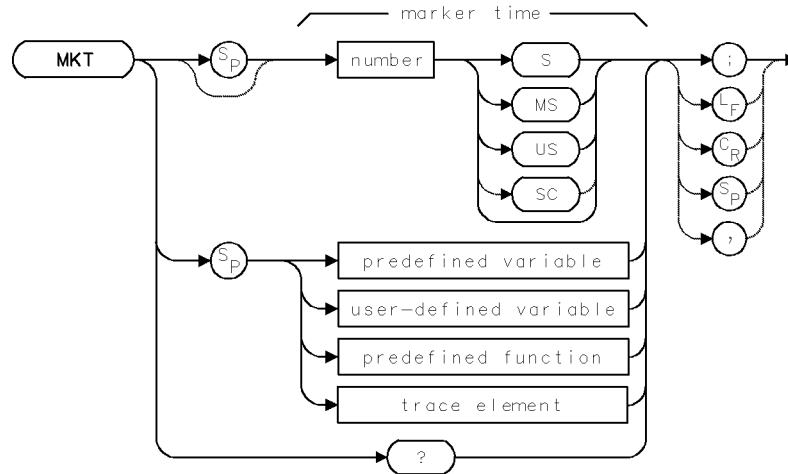 marker time
MKT
SP
number
S
;
MS
LF
US
CR
SC
SP
,
SP
predefined variable
user-defined variable
predefined function
trace element
?